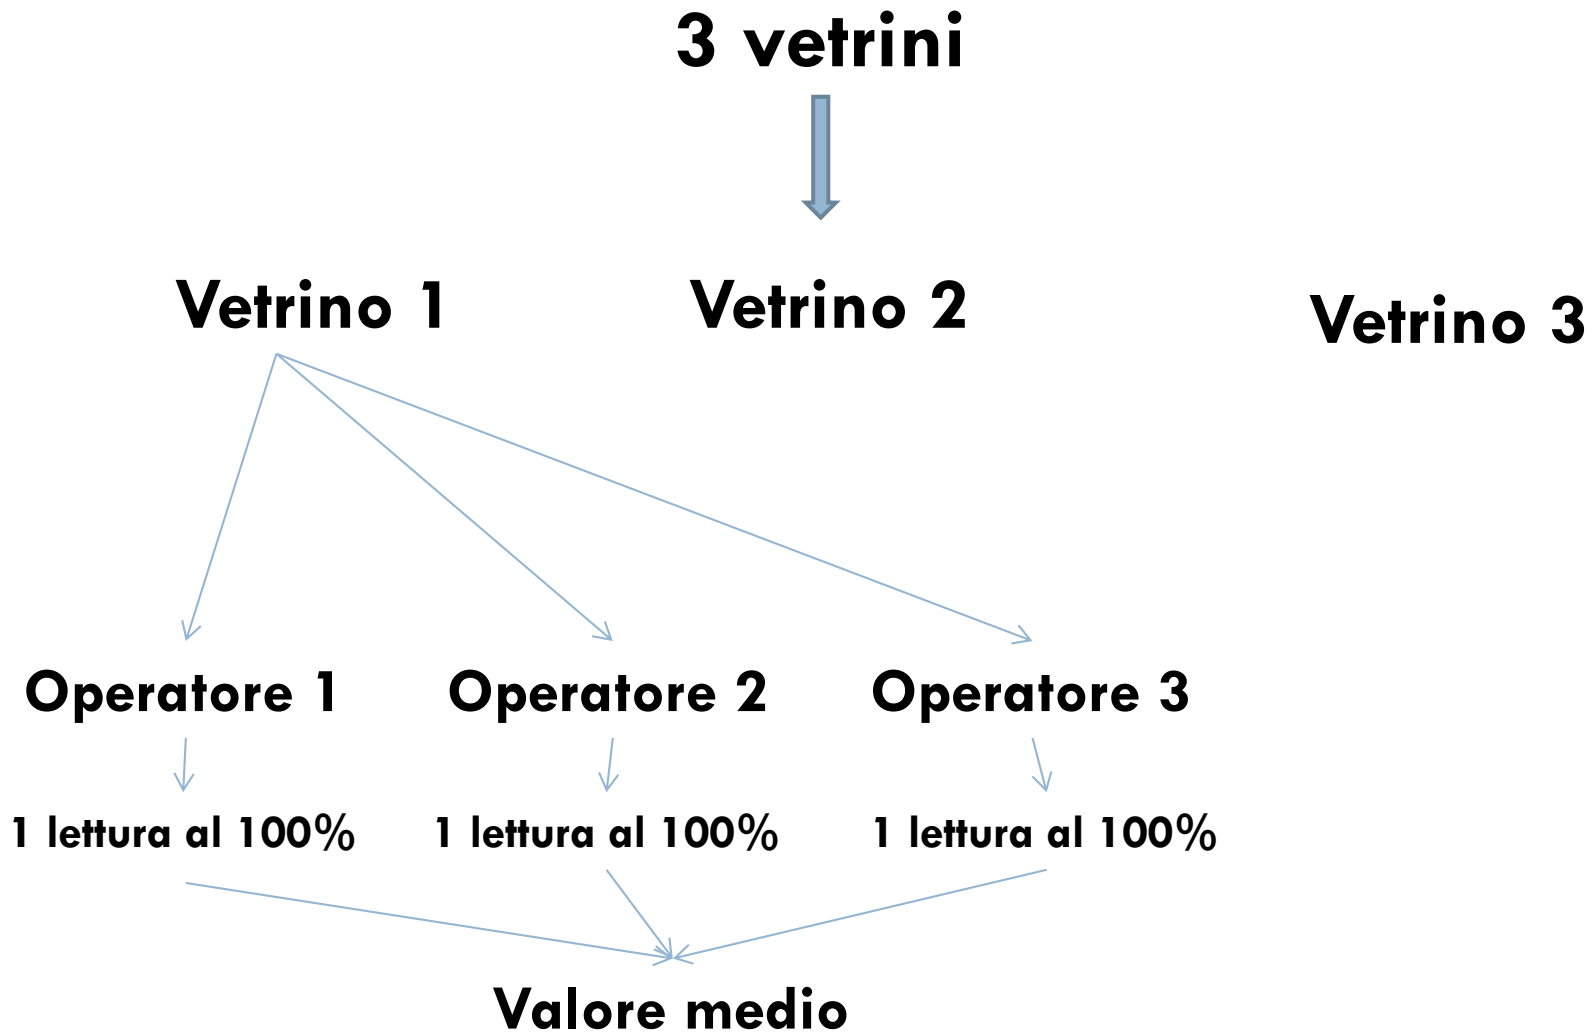 3 vetrini
Vetrino 1
Vetrino 2
Vetrino 3
Operatore 1
Operatore 2
Operatore 3
1 lettura al 100%
1 lettura al 100%
1 lettura al 100%
Valore medio